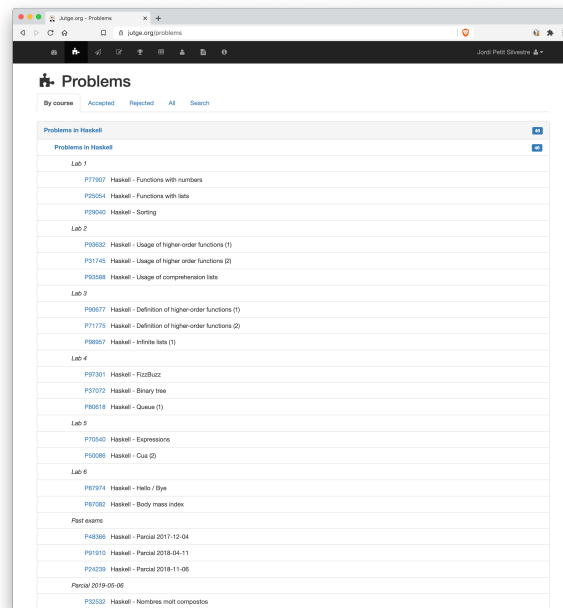 Jutge.org - Problems
jutge.org/problems
Jordi Petit Silvestre
Problems
By course Accepted Rejected All Search
Problems in Haskell 46
Problems in Haskell 46
Lab 1
P77907 Haskell - Functions with numbers
P25054 Haskell - Functions with lists
P29040 Haskell - Sorting
Lab 2
P93632 Haskell - Usage of higher-order functions (1)
P31745 Haskell - Usage of higher order functions (2)
P93588 Haskell - Usage of comprehension lists
Lab 3
P90677 Haskell - Definition of higher-order functions (1)
P71775 Haskell - Definition of higher-order functions (2)
P98957 Haskell - Infinite lists (1)
Lab 4
P97301 Haskell - FizzBuzz
P37072 Haskell - Binary tree
P80618 Haskell - Queue (1)
Lab 5
P70540 Haskell - Expressions
P50086 Haskell - Cua (2)
Lab 6
P87974 Haskell - Hello / Bye
P87082 Haskell - Body mass index
Past exams
P48366 Haskell - Parcial 2017-12-04
P91910 Haskell - Parcial 2018-04-11
P24239 Haskell - Parcial 2018-11-06
Parcial 2019-05-06
P32532 Haskell - Nombres molt compostos